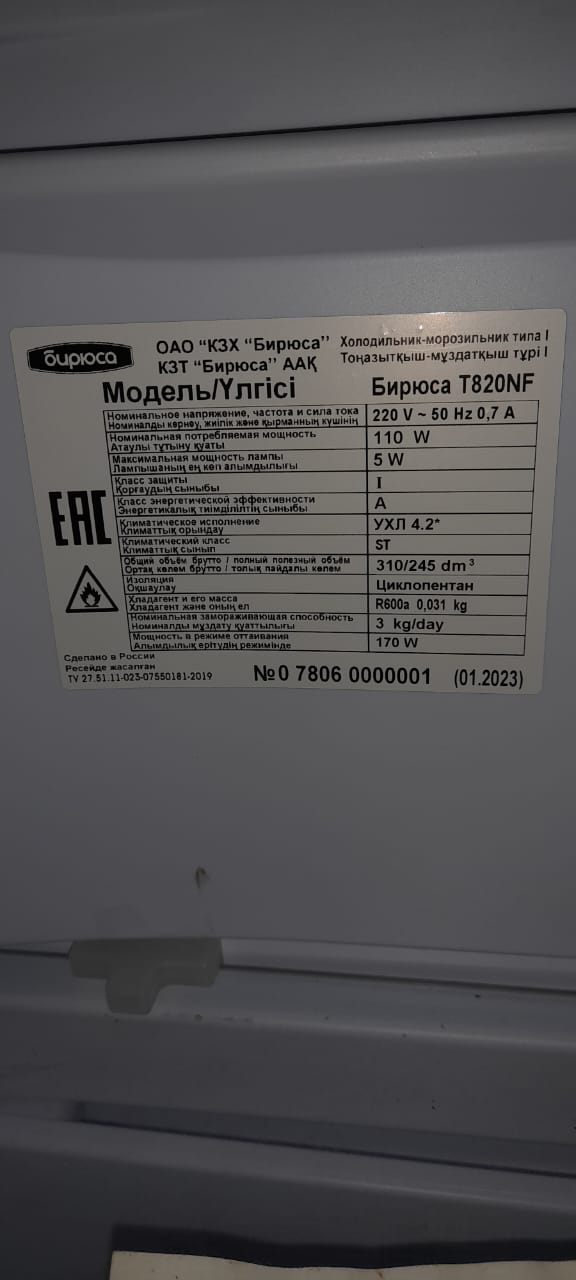 бирюса
ОАО “КЗХ “Бирюса”
КЗТ “Бирюса” ААҚ
Холодильник-морозильник типа I
Тоңазытқыш-мұздатқыш түрі I
Модель/Үлгісі Бирюса T820NF
Номинальное напряжение, частота и сила тока
Номиналды кернеу, жиілік және қырманның күшінің
220 V ~ 50 Hz 0,7 A
Номинальная потребляемая мощность
Атаулы тұтыну қуаты
110 W
Максимальная мощность лампы
Лампышаның ең көп алымдылығы
5 W
Класс защиты
Қорғаудың сыныбы
I
Класс энергетической эффективности
Энергетикалық тиімділілтің сыныбы
A
Климатическое исполнение
Климаттық орындау
УХЛ 4.2*
Климатический класс
Климаттық сынып
ST
Общий объём брутто / полный полезный объём
Ортақ көлем брутто / толық пайдалы көлем
310/245 dm³
Изоляция
Оқшаулау
Циклопентан
Хладагент и его масса
Хладагент және оның ел
R600a 0,031 kg
Номинальная замораживающая способность
Номиналды мұздату қуаттылығы
3 kg/day
Мощность в режиме оттаивания
Алымдылық ерітудің режимінде
170 W
EAC
Сделано в России
Ресейде жасалған
TV 27.51.11-023-07550181-2019
№0 7806 0000001 (01.2023)